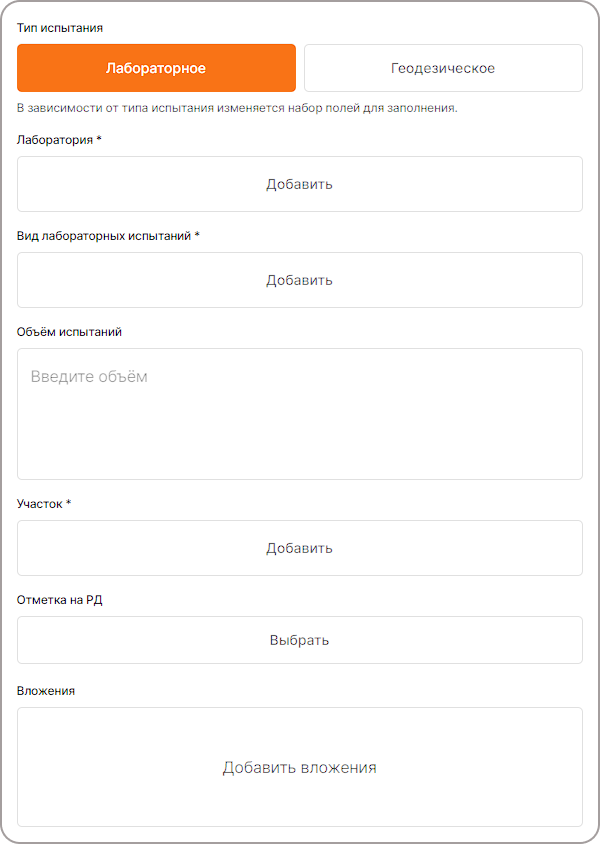 Тип испытания
Лабораторное
Геодезическое
В зависимости от типа испытания изменяется набор полей для заполнения.
Лаборатория *
Добавить
Вид лабораторных испытаний *
Добавить
Объём испытаний
Введите объём
Участок *
Добавить
Отметка на РД
Выбрать
Вложения
Добавить вложения